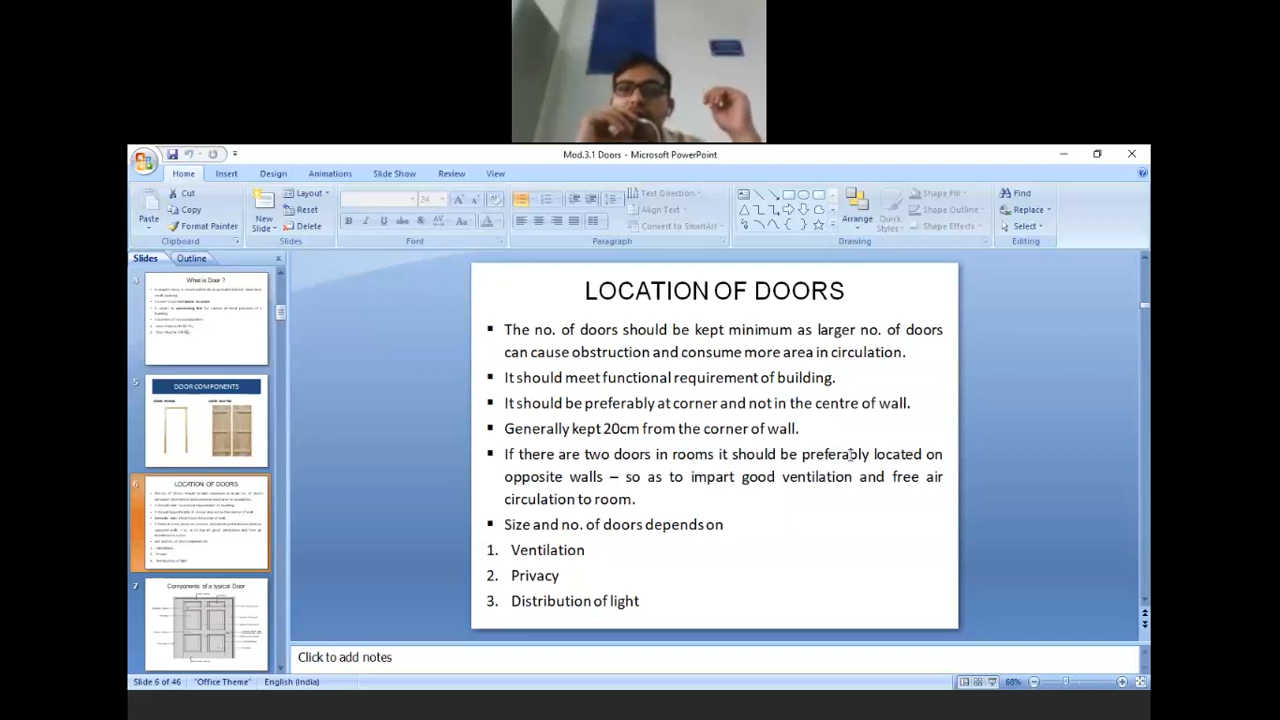 Mod.3.1 Doors - Microsoft PowerPoint
Home Insert Design Animations Slide Show Review View
Paste Cut Copy Format Painter Clipboard
New Slide Layout Reset Delete Slides
24
B I U abc S AV Aa A
Font
Text Direction Align Text Convert to SmartArt Paragraph
Arrange Quick Styles Shape Fill Shape Outline Shape Effects Drawing
Find Replace Select Editing
Slides Outline
4
What is Door ?
5
DOOR COMPONENTS
6
LOCATION OF DOORS
7
Components of a typical Door
LOCATION OF DOORS
▪ The no. of doors should be kept minimum as larger no. of doors
can cause obstruction and consume more area in circulation.
▪ It should meet functional requirement of building.
▪ It should be preferably at corner and not in the centre of wall.
▪ Generally kept 20cm from the corner of wall.
▪ If there are two doors in rooms it should be preferably located on
opposite walls – so as to impart good ventilation and free air
circulation to room.
▪ Size and no. of doors depends on
1. Ventilation
2. Privacy
3. Distribution of light
Click to add notes
Slide 6 of 46 "Office Theme" English (India) 68%